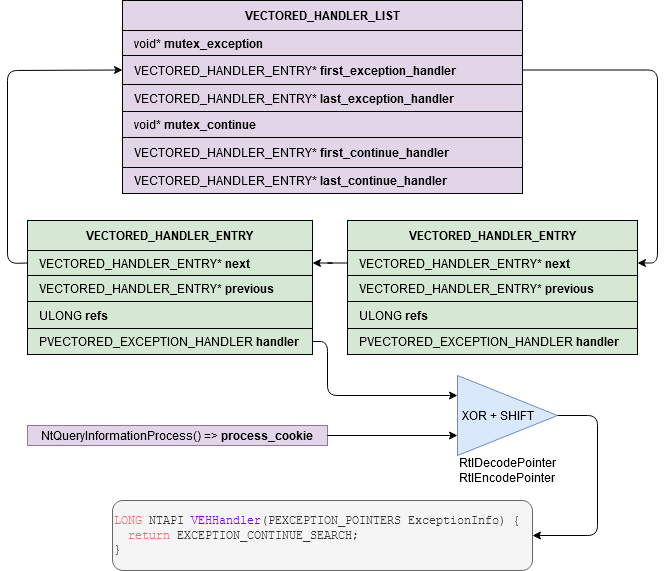 VECTORED_HANDLER_LIST
void* mutex_exception
VECTORED_HANDLER_ENTRY* first_exception_handler
VECTORED_HANDLER_ENTRY* last_exception_handler
void* mutex_continue
VECTORED_HANDLER_ENTRY* first_continue_handler
VECTORED_HANDLER_ENTRY* last_continue_handler
VECTORED_HANDLER_ENTRY
VECTORED_HANDLER_ENTRY* next
VECTORED_HANDLER_ENTRY* previous
ULONG refs
PVECTORED_EXCEPTION_HANDLER handler
VECTORED_HANDLER_ENTRY
VECTORED_HANDLER_ENTRY* next
VECTORED_HANDLER_ENTRY* previous
ULONG refs
PVECTORED_EXCEPTION_HANDLER handler
XOR + SHIFT
NtQueryInformationProcess() => process_cookie
RtlDecodePointer
RtlEncodePointer
LONG NTAPI VEHHandler(PEXCEPTION_POINTERS ExceptionInfo) {
return EXCEPTION_CONTINUE_SEARCH;
}